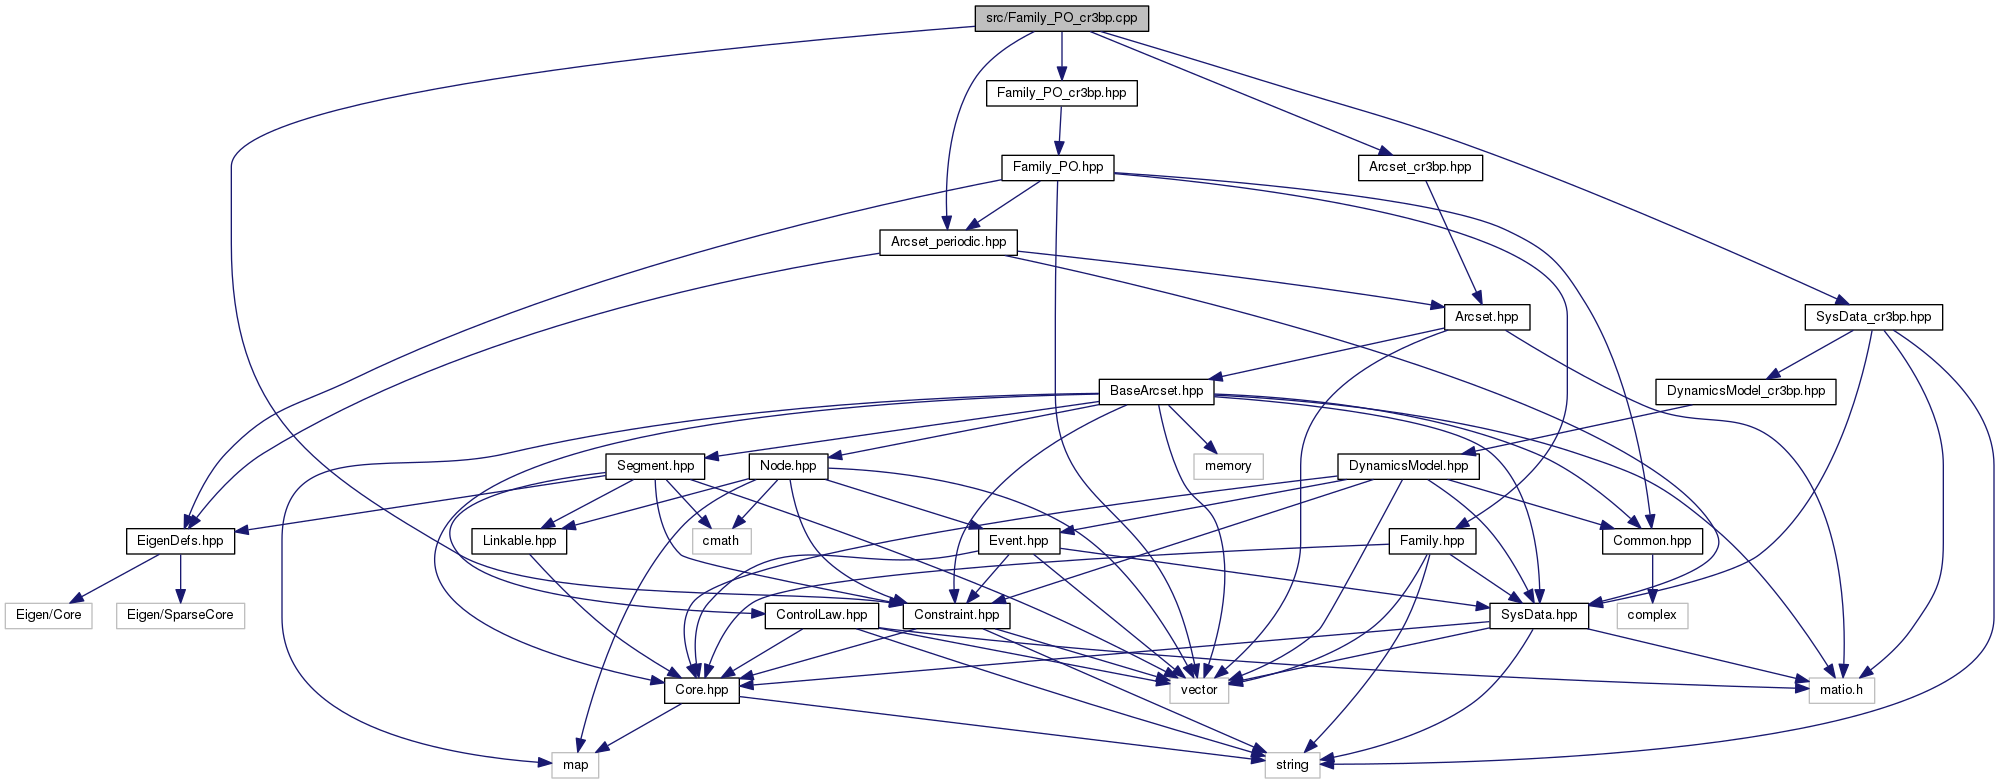 src/Family_PO_cr3bp.cpp
Family_PO_cr3bp.hpp
Family_PO.hpp
Arcset_cr3bp.hpp
Arcset_periodic.hpp
Arcset.hpp
SysData_cr3bp.hpp
BaseArcset.hpp
DynamicsModel_cr3bp.hpp
Segment.hpp
Node.hpp
memory
DynamicsModel.hpp
EigenDefs.hpp
Linkable.hpp
cmath
Event.hpp
Family.hpp
Common.hpp
Eigen/Core
Eigen/SparseCore
ControlLaw.hpp
Constraint.hpp
SysData.hpp
complex
Core.hpp
vector
matio.h
map
string